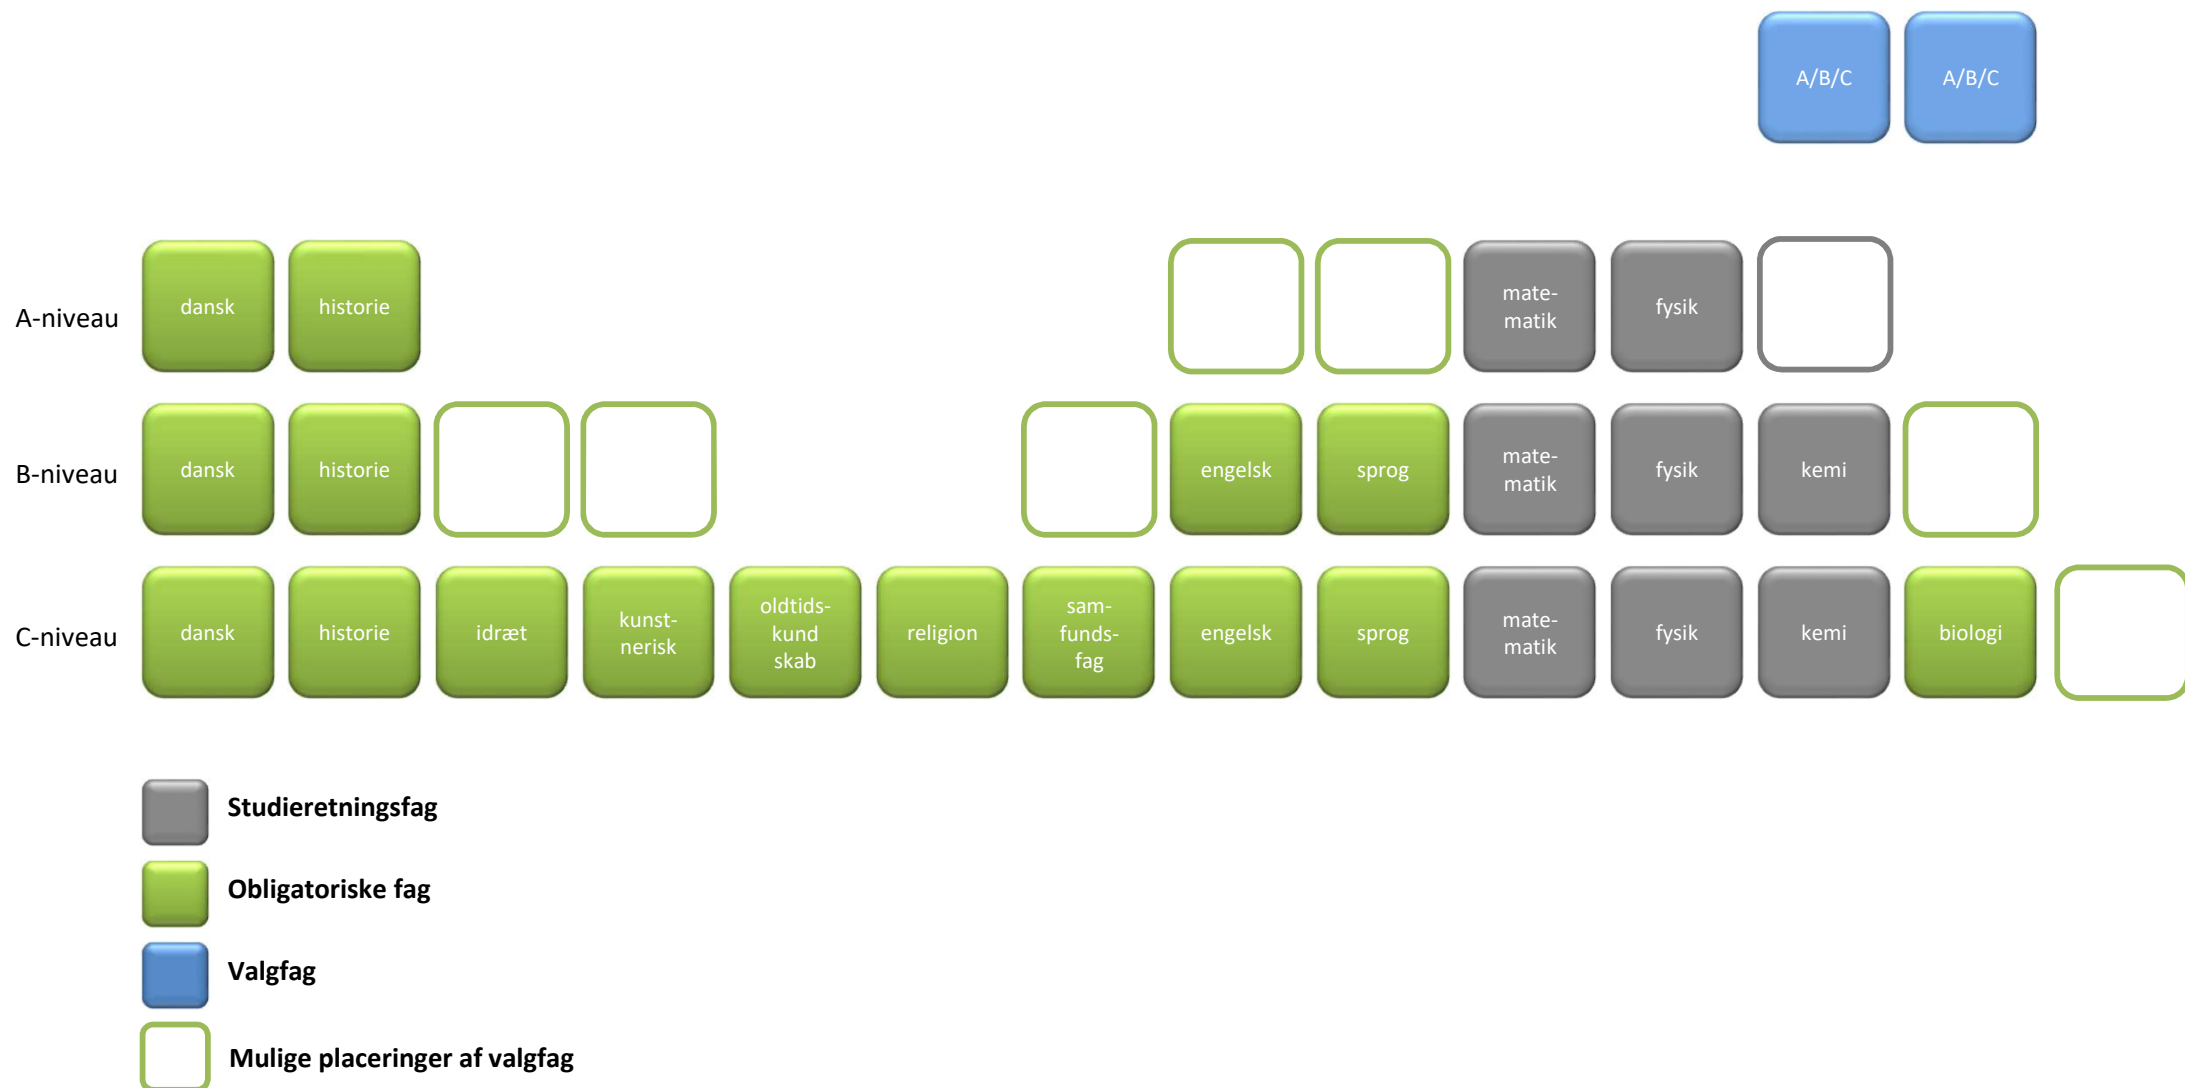 A/B/C A/B/C
A-niveau dansk historie mate-
matik fysik
B-niveau dansk historie engelsk sprog mate-
matik fysik kemi
C-niveau dansk historie idræt kunst-
nerisk oldtids-
kund
skab religion sam-
funds-
fag engelsk sprog mate-
matik fysik kemi biologi
Studieretningsfag
Obligatoriske fag
Valgfag
Mulige placeringer af valgfag